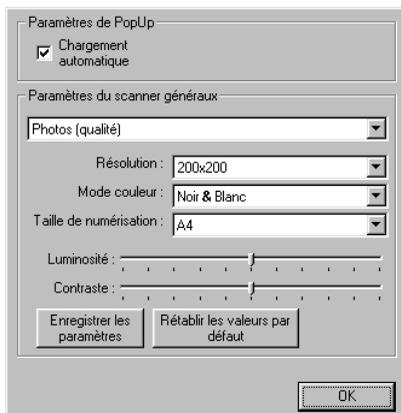 Paramètres de PopUp
Chargement
automatique
Paramètres du scanner généraux
Photos (qualité)
Résolution : 200x200
Mode couleur : Noir & Blanc
Taille de numérisation : A4
Luminosité :
Contraste :
Enregistrer les
paramètres
Rétablir les valeurs par
défaut
OK